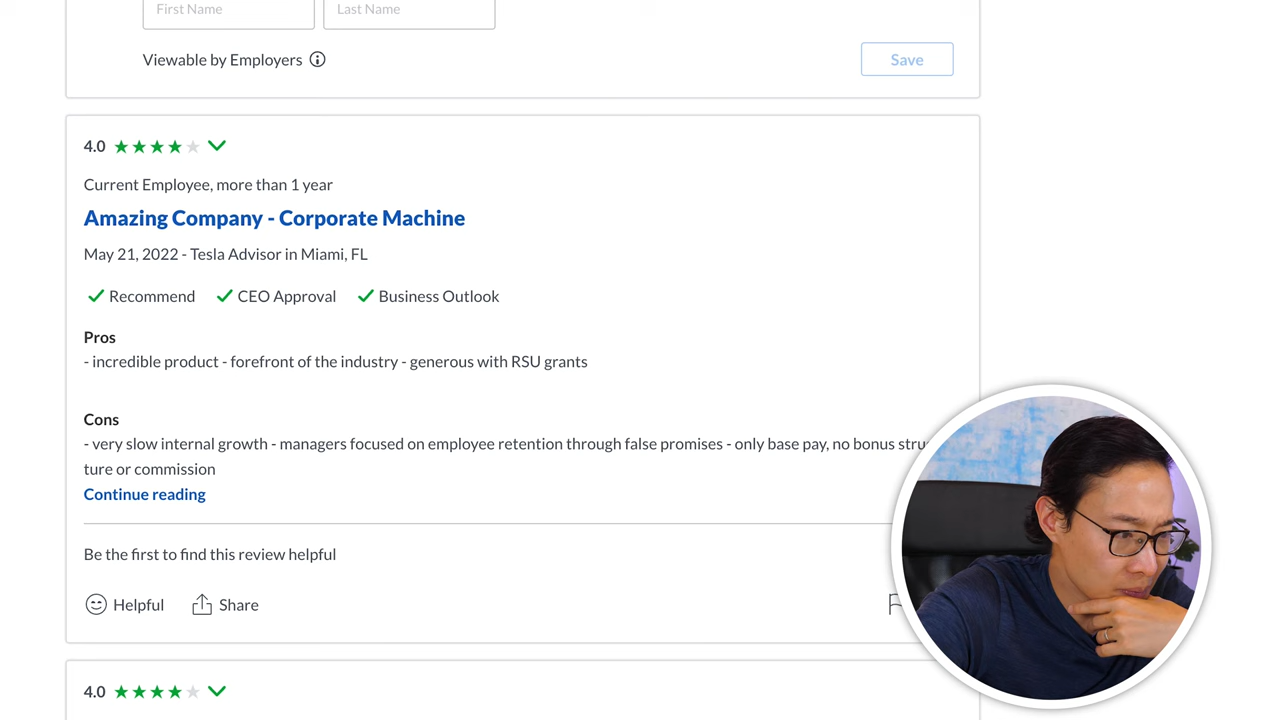 First Name Last Name
Viewable by Employers
Save
4.0
Current Employee, more than 1 year
Amazing Company - Corporate Machine
May 21, 2022 - Tesla Advisor in Miami, FL
Recommend CEO Approval Business Outlook
Pros
- incredible product - forefront of the industry - generous with RSU grants
Cons
- very slow internal growth - managers focused on employee retention through false promises - only base pay, no bonus struc
ture or commission
Continue reading
Be the first to find this review helpful
Helpful Share
4.0